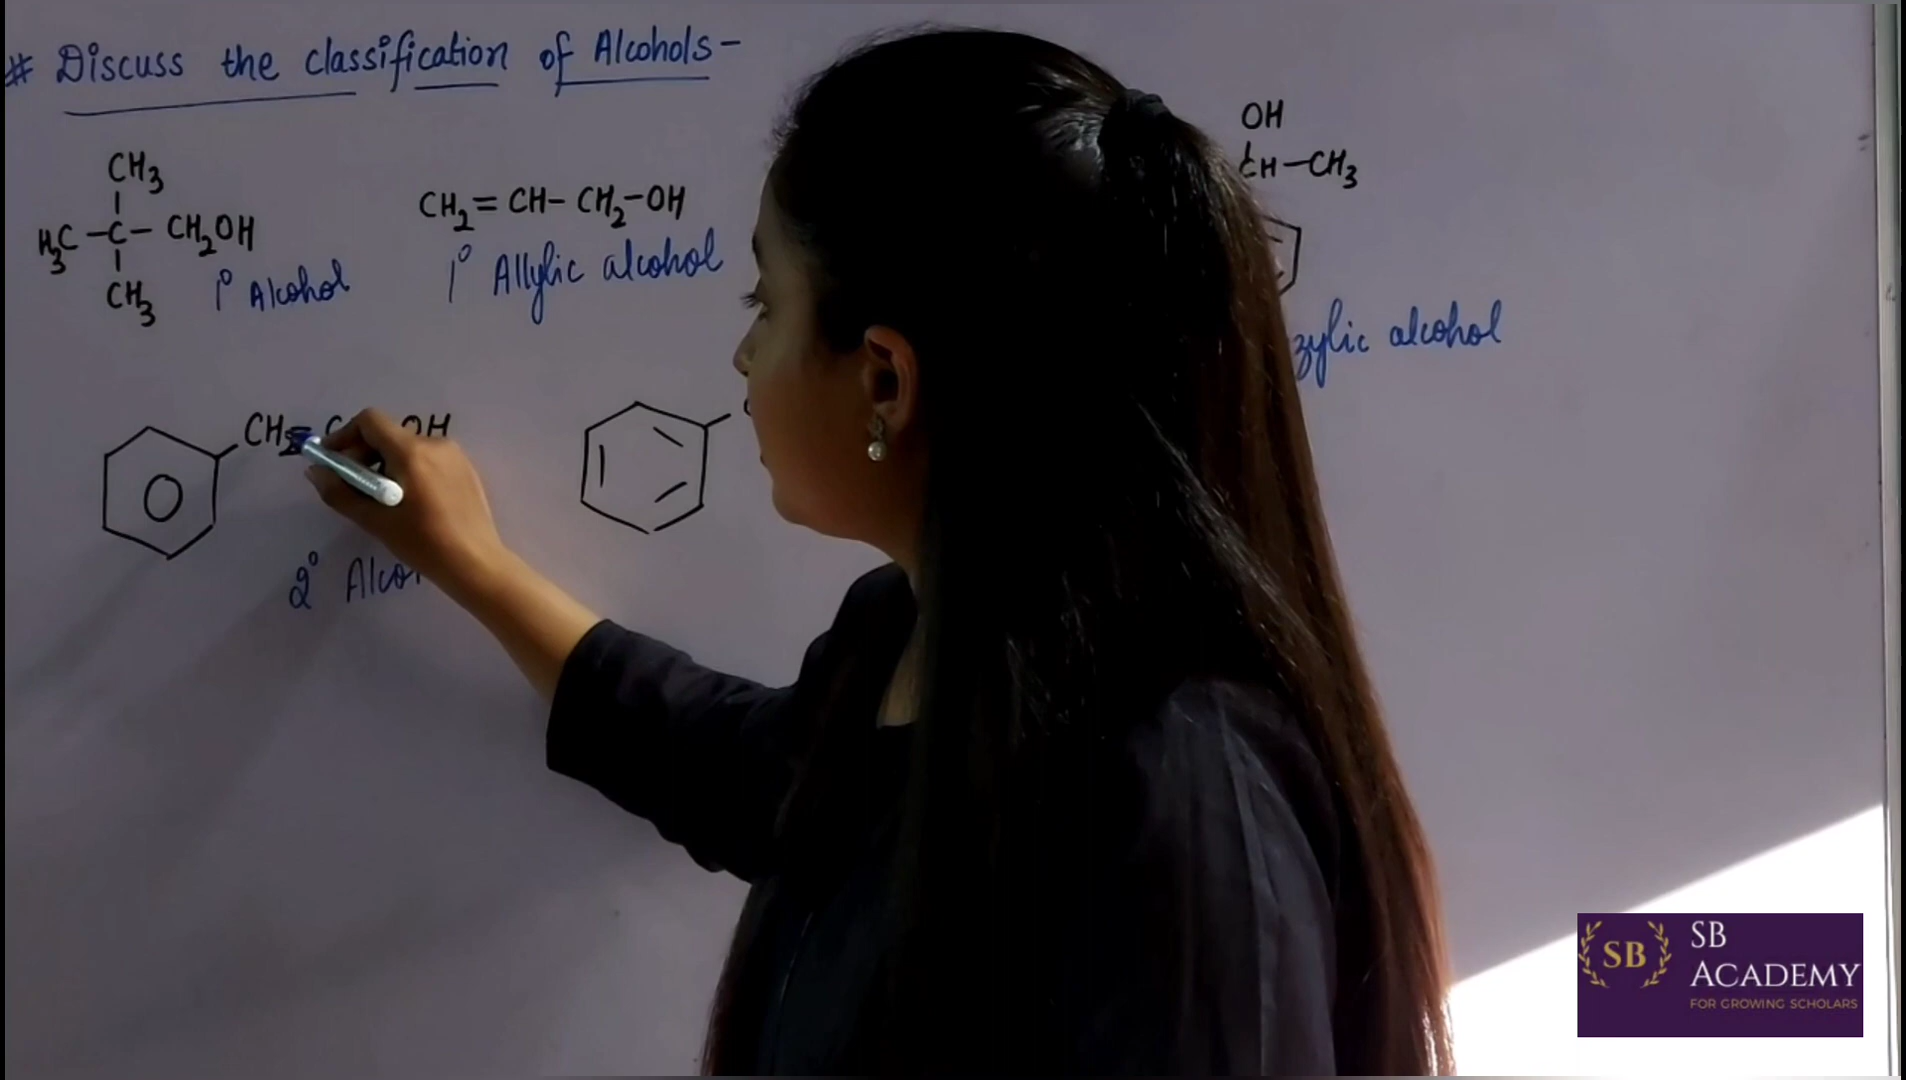 # Discuss the classification of Alcohols-
CH3
H3C-C-CH2OH
CH3
1° Alcohol
CH2=CH-CH2-OH
1° Allylic alcohol
OH
CH-CH3
alcohol
CH
OH
2°
SB
SB
ACADEMY
FOR GROWING SCHOLARS